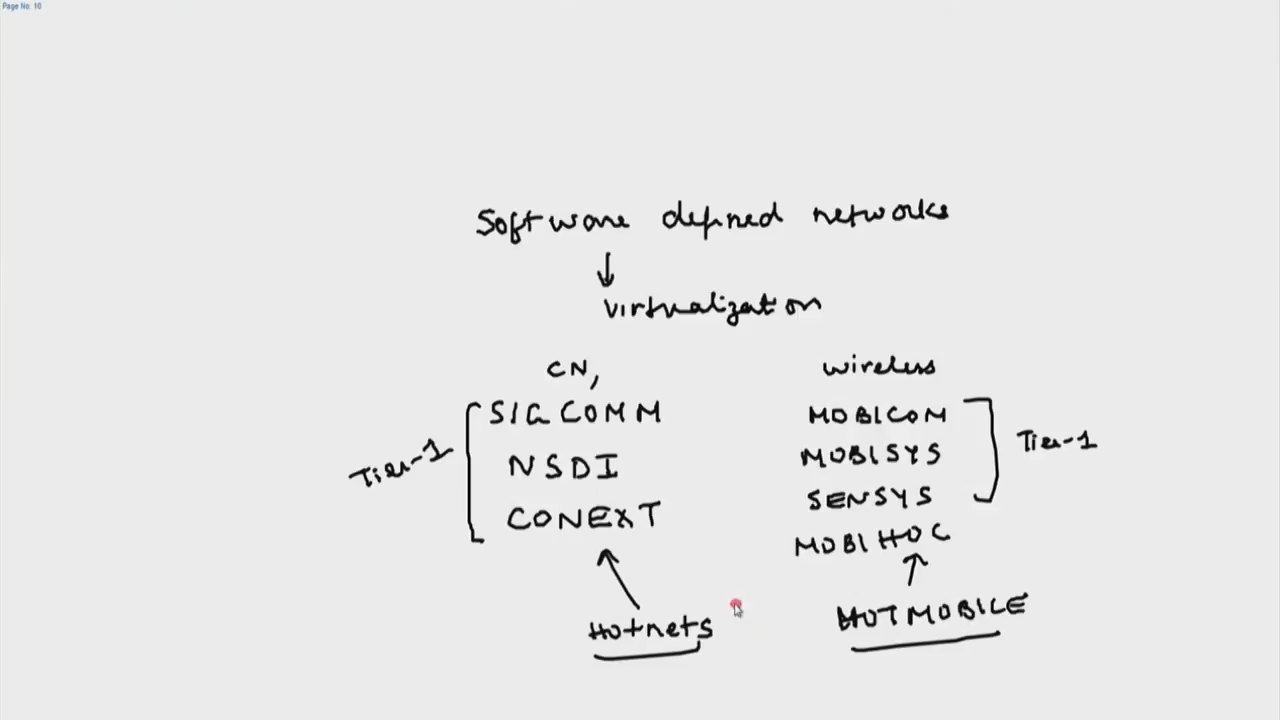 Page No: 10
Software defined networks
virtualization
CN,
SIGCOMM
NSDI
CONEXT
Tier-1
Hotnets
wireless
MOBICOM
MOBISYS
SENSYS
MOBIHOC
Tier-1
HOTMOBILE